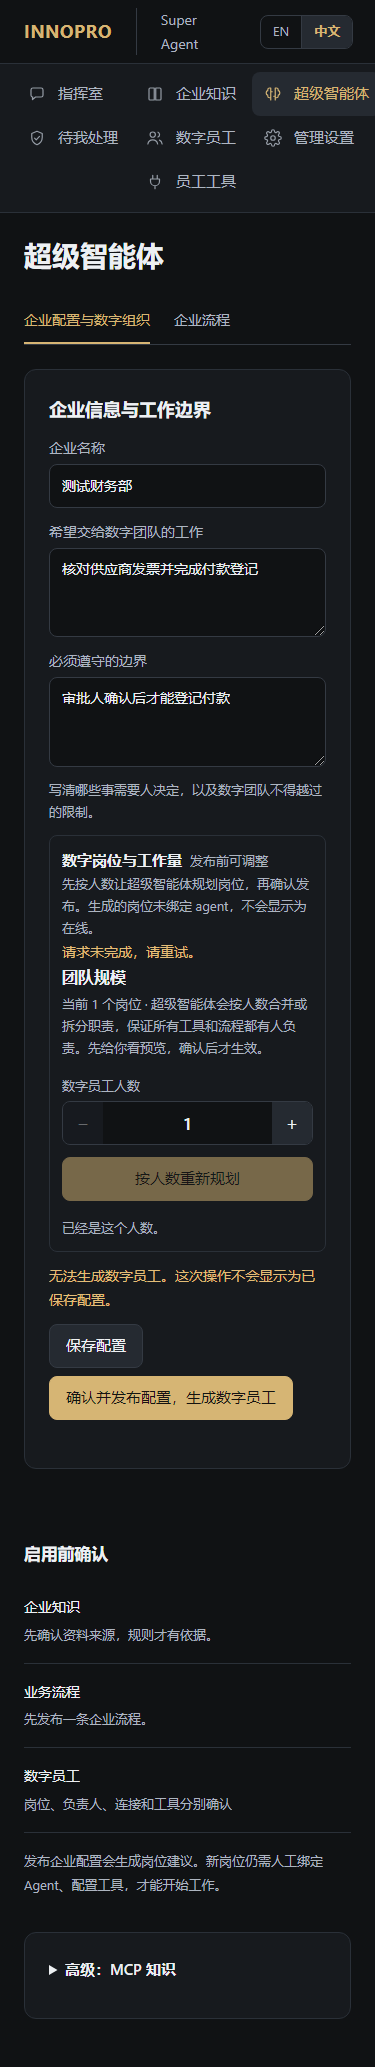 INNOPRO
Super
Agent
EN
中文
指挥室
企业知识
超级智能体
待我处理
数字员工
管理设置
员工工具
超级智能体
企业配置与数字组织
企业流程
企业信息与工作边界
企业名称
测试财务部
希望交给数字团队的工作
核对供应商发票并完成付款登记
必须遵守的边界
审批人确认后才能登记付款
写清哪些事需要人决定，以及数字团队不得越过
的限制。
数字岗位与工作量 发布前可调整
先按人数让超级智能体规划岗位，再确认发
布。生成的岗位未绑定 agent，不会显示为
在线。
请求未完成，请重试。
团队规模
当前 1 个岗位 · 超级智能体会按人数合并或
拆分职责，保证所有工具和流程都有人负
责。先给你看预览，确认后才生效。
数字员工人数
− 1 +
按人数重新规划
已经是这个人数。
无法生成数字员工。这次操作不会显示为已
保存配置。
保存配置
确认并发布配置，生成数字员工
启用前确认
企业知识
先确认资料来源，规则才有依据。
业务流程
先发布一条企业流程。
数字员工
岗位、负责人、连接和工具分别确认
发布企业配置会生成岗位建议。新岗位仍需人工绑定
Agent、配置工具，才能开始工作。
▶ 高级：MCP 知识